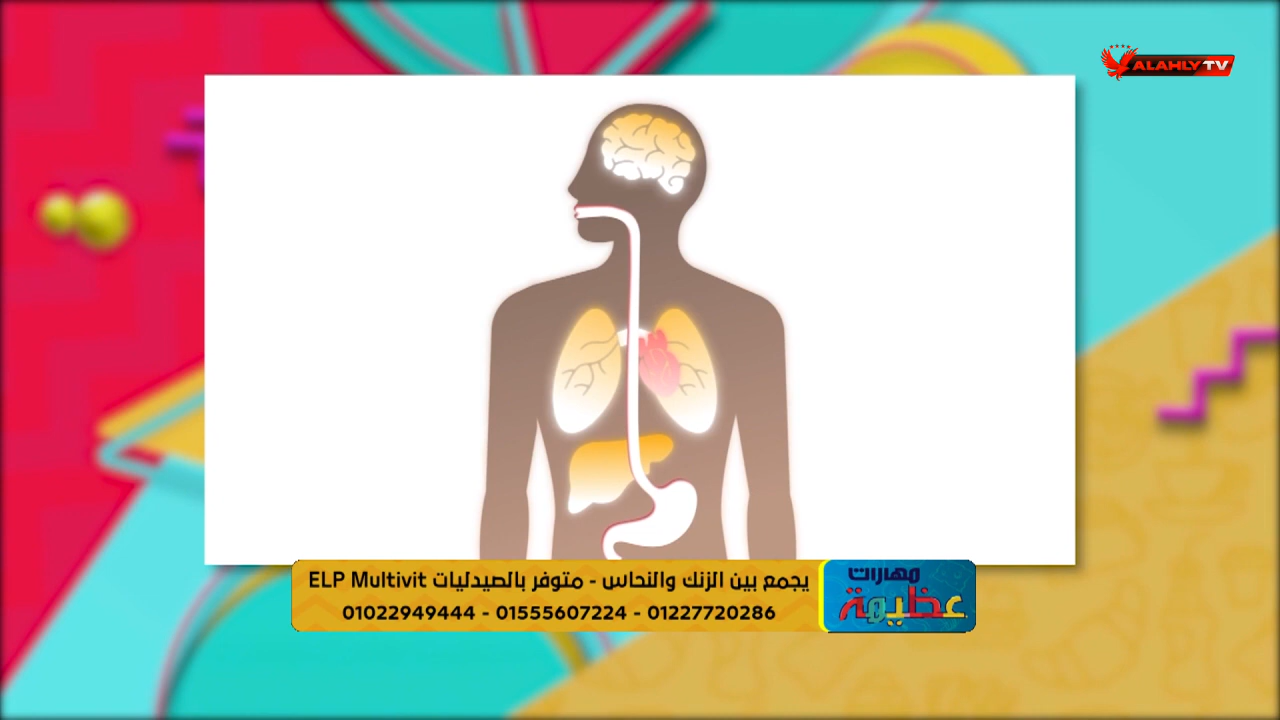 ALAHLY TV
يجمع بين الزنك والنحاس - متوفر بالصيدليات ELP Multivit
01022949444 - 01555607224 - 01227720286
مهارات
عظيمة